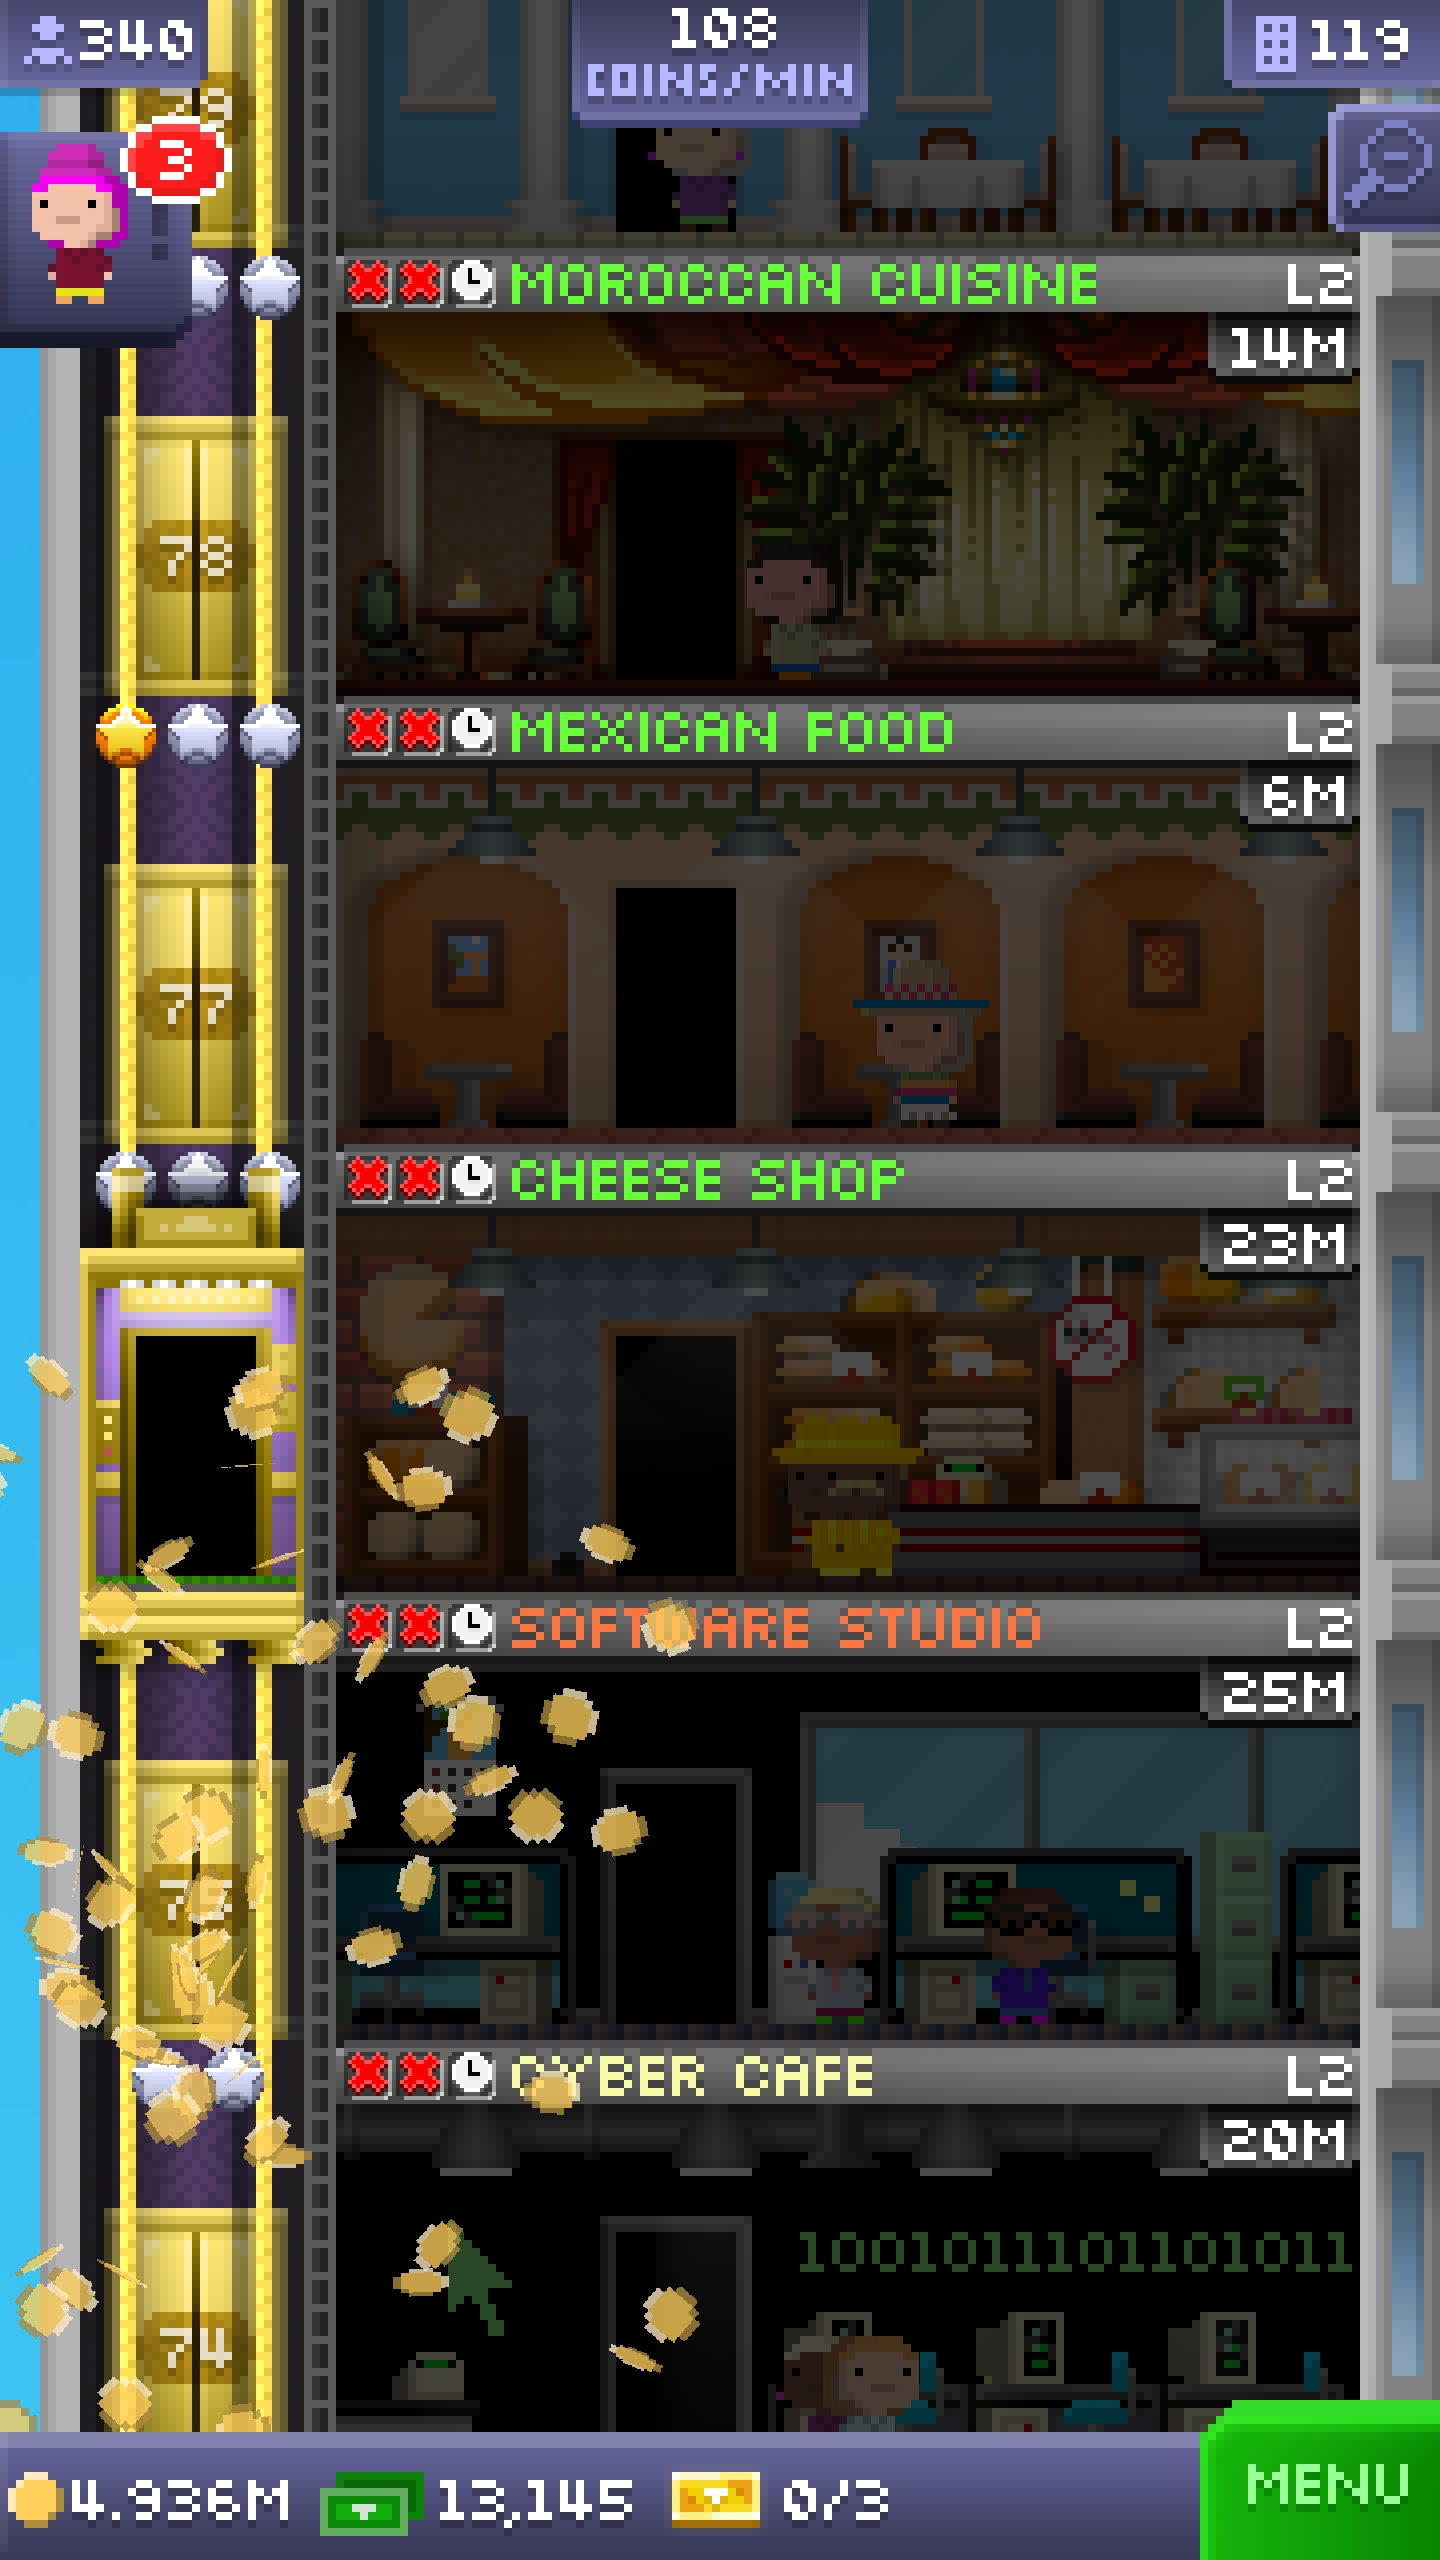 340
108
COINS/MIN
119
3
MOROCCAN CUISINE L2
14M
78
MEXICAN FOOD L2
6M
77
CHEESE SHOP L2
23M
SOFTWARE STUDIO L2
25M
CYBER CAFE L2
20M
1001011101101011
74
4.936M 13,145 0/3
MENU